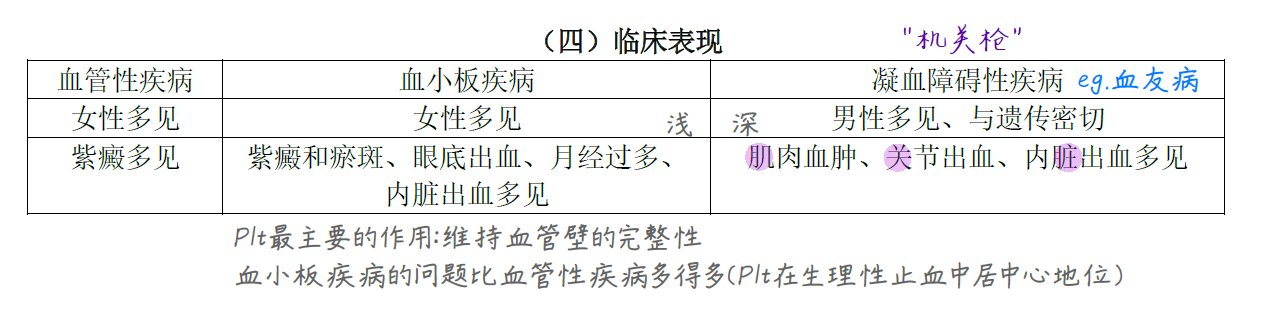 （四）临床表现 "机关枪"
血管性疾病 血小板疾病 凝血障碍性疾病 eg.血友病
女性多见 女性多见 浅 深 男性多见、与遗传密切
紫癜多见 紫癜和瘀斑、眼底出血、月经过多、 肌肉血肿、关节出血、内脏出血多见
内脏出血多见
Plt最主要的作用:维持血管壁的完整性
血小板疾病的问题比血管性疾病多得多(Plt在生理性止血中居中心地位)